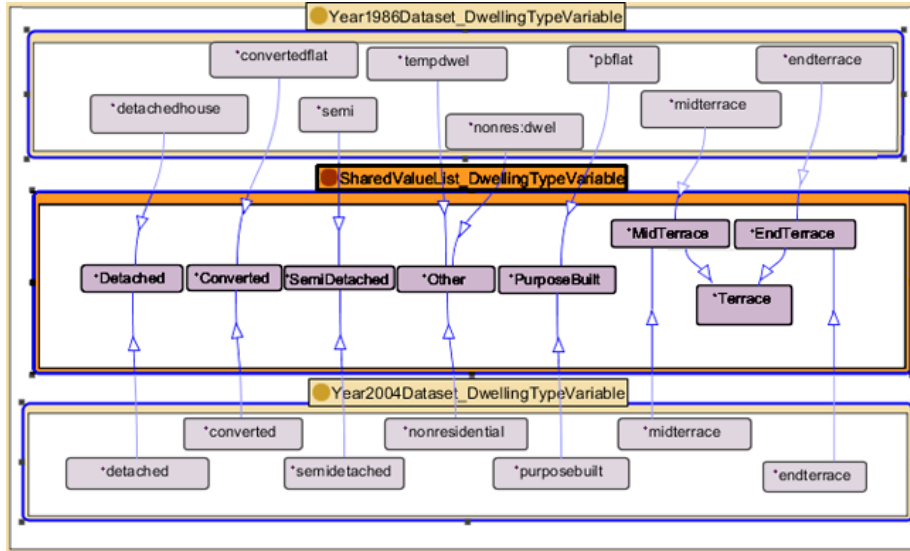 Year1986Dataset_DwellingTypeVariable
*convertedflat
*tempdwel
*pbflat
*endterrace
*detachedhouse
*semi
*midterrace
*nonres:dwel
SharedValueList_DwellingTypeVariable
*MidTerrace
*EndTerrace
*Detached
*Converted
*SemiDetached
*Other
*PurposeBuilt
*Terrace
Year2004Dataset_DwellingTypeVariable
*converted
*nonresidential
*midterrace
*detached
*semidetached
*purposebuilt
*endterrace